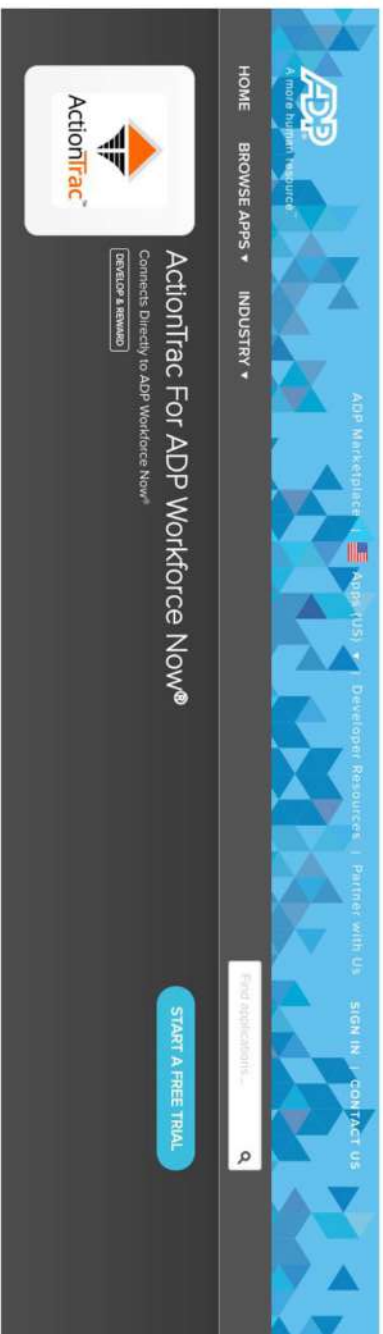 ADP Marketplace | Apps (US) ▼ | Developer Resources | Partner with Us SIGN IN | CONTACT US
ADP®
A more human resource™
HOME BROWSE APPS ▼ INDUSTRY ▼ Find applications...
ActionTrac™
ActionTrac For ADP Workforce Now®
Connects Directly to ADP Workforce Now®
DEVELOP & REWARD
START A FREE TRIAL